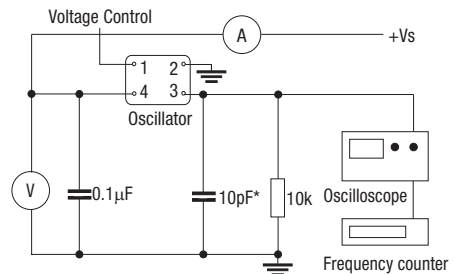 Voltage Control
A
+Vs
1 2
4 3
Oscillator
V
0.1µF
10pF*
10k
Oscilloscope
Frequency counter